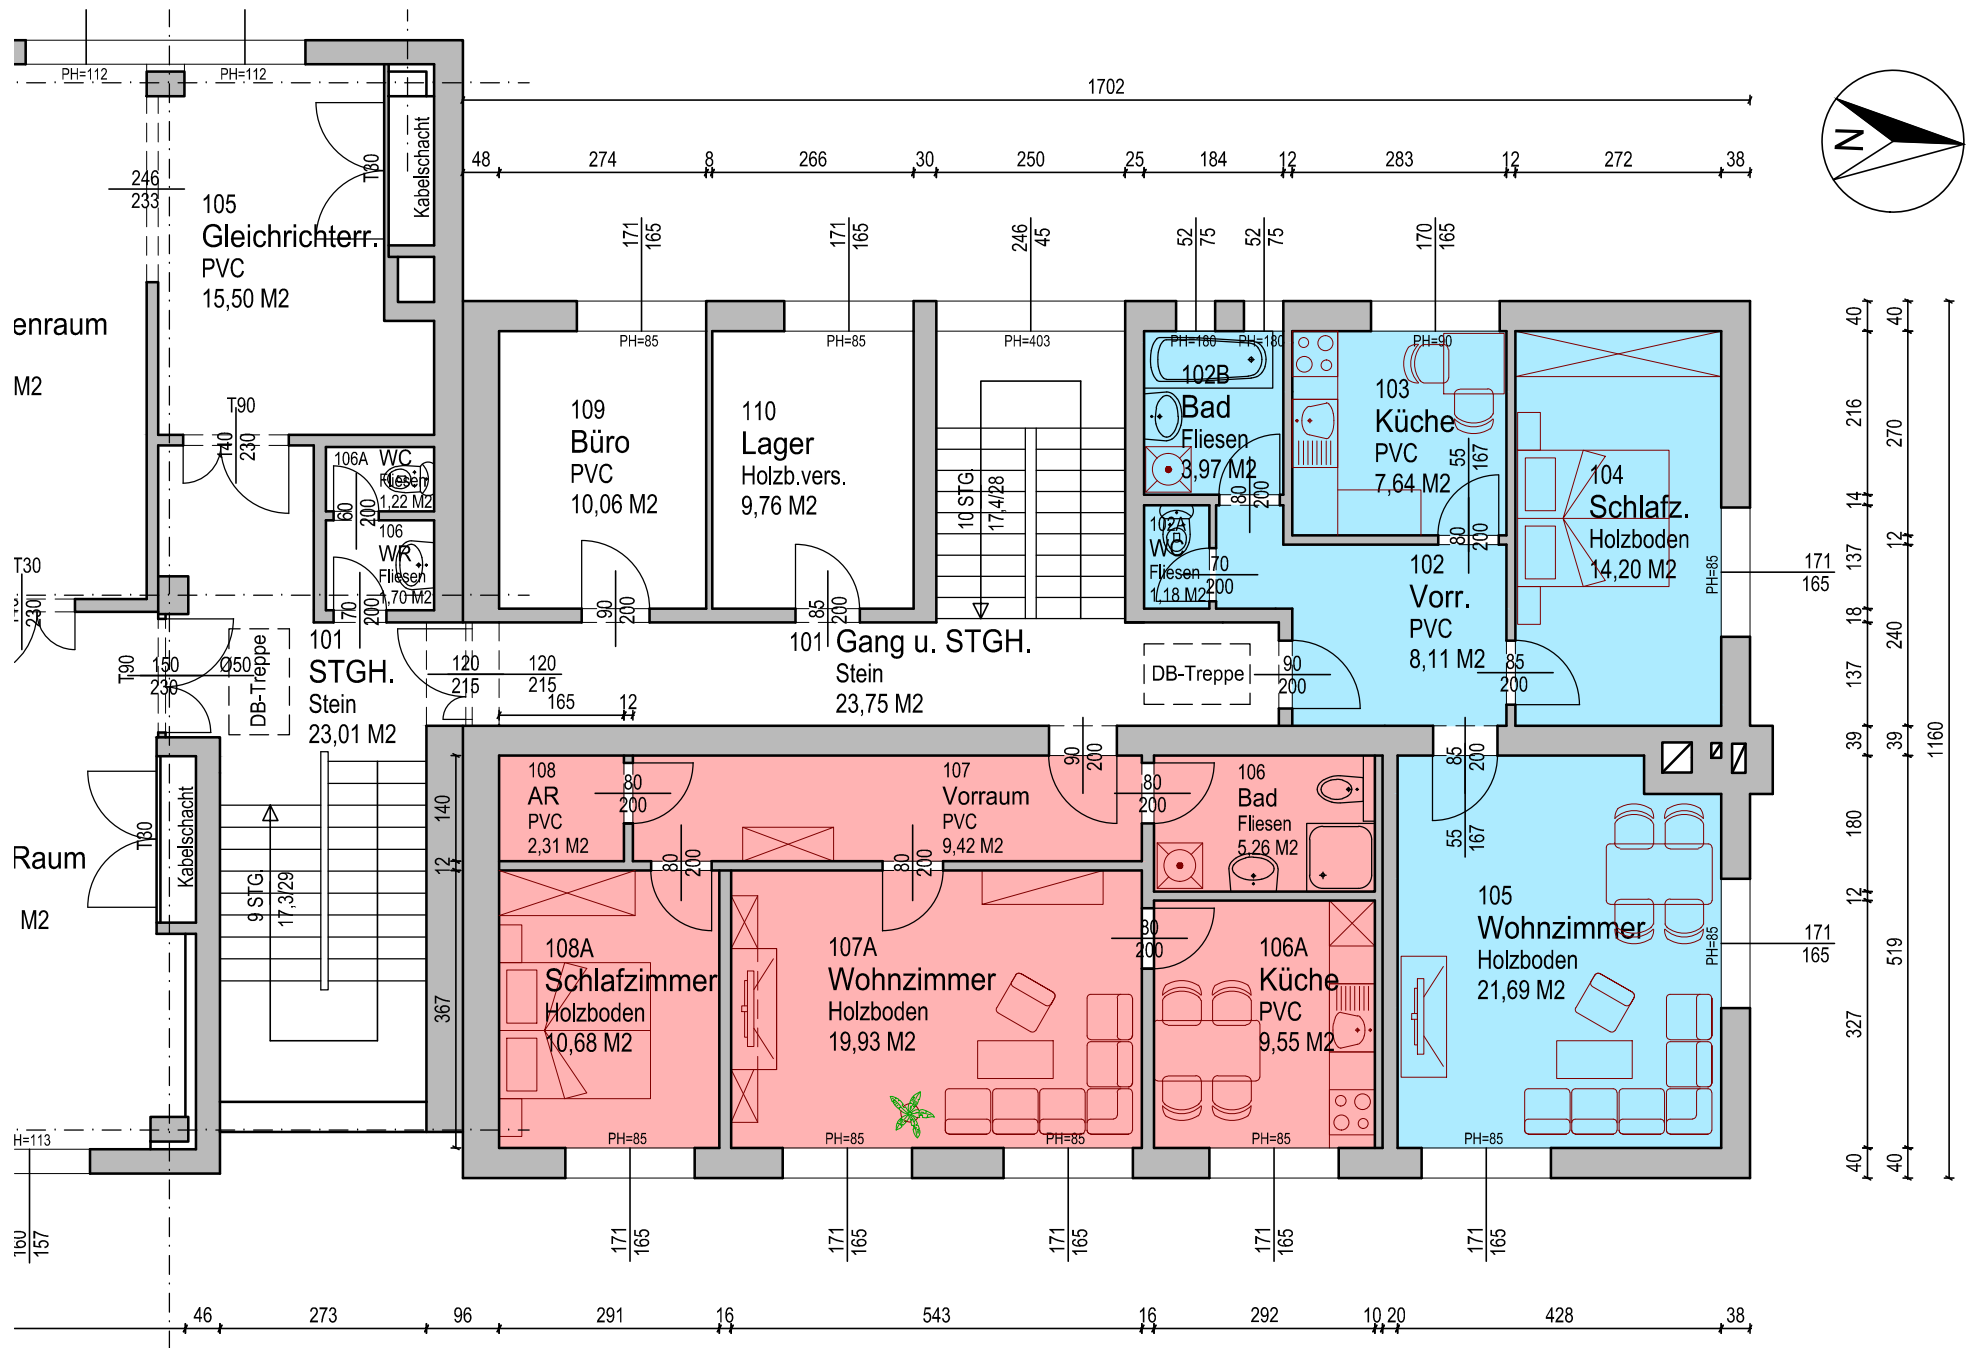 PH=112
PH=112
1702
N
48
274
8
266
30
250
25
184
12
283
12
272
38
246
233
T30
Kabelschacht
105
Gleichrichterr.
PVC
15,50 M2
171
165
171
165
246
45
52
75
52
75
170
165
enraum
M2
PH=85
PH=85
PH=403
PH=180
PH=180
PH=90
40
40
109
Büro
PVC
10,06 M2
110
Lager
Holzb.vers.
9,76 M2
10 STG.
17,4/28
102B
Bad
Fliesen
3,97 M2
80
200
103
Küche
PVC
7,64 M2
55
167
80
200
104
Schlafz.
Holzboden
14,20 M2
PH=85
171
165
216
270
14
12
137
18
240
137
39
39
1160
T90
140
230
106A
WC
Fliesen
1,22 M2
60
200
106
WR
Fliesen
1,70 M2
70
200
102A
WC
Fliesen
1,18 M2
70
200
102
Vorr.
PVC
8,11 M2
T30
230
90
200
85
200
101
STGH.
Stein
23,01 M2
T90
150
230
Ø50
DB-Treppe
120
215
120
215
101
Gang u. STGH.
Stein
23,75 M2
DB-Treppe
90
200
85
200
165
12
90
200
85
200
55
167
T30
Kabelschacht
9 STG.
17,3/29
Raum
M2
140
12
367
108
AR
PVC
2,31 M2
80
200
107
Vorraum
PVC
9,42 M2
80
200
106
Bad
Fliesen
5,26 M2
80
200
80
200
80
200
108A
Schlafzimmer
Holzboden
10,68 M2
107A
Wohnzimmer
Holzboden
19,93 M2
106A
Küche
PVC
9,55 M2
105
Wohnzimmer
Holzboden
21,69 M2
PH=85
171
165
180
12
519
327
40
40
H=113
PH=85
PH=85
PH=85
PH=85
PH=85
160
157
171
165
171
165
171
165
171
165
171
165
46
273
96
291
16
543
16
292
10
20
428
38